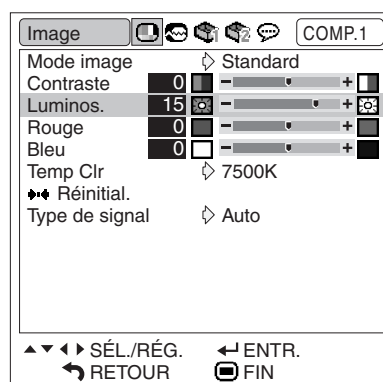 Image COMP.1
Mode image Standard
Contraste 0 - +
Luminos. 15 - +
Rouge 0 - +
Bleu 0 - +
Temp Clr 7500K
Réinitial.
Type de signal Auto
SÉL./RÉG. ENTR.
RETOUR FIN